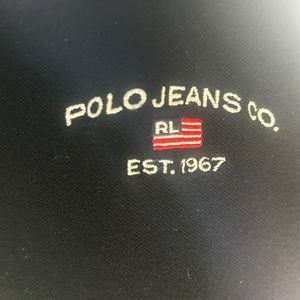 POLO JEANS CO.
RL
EST. 1967